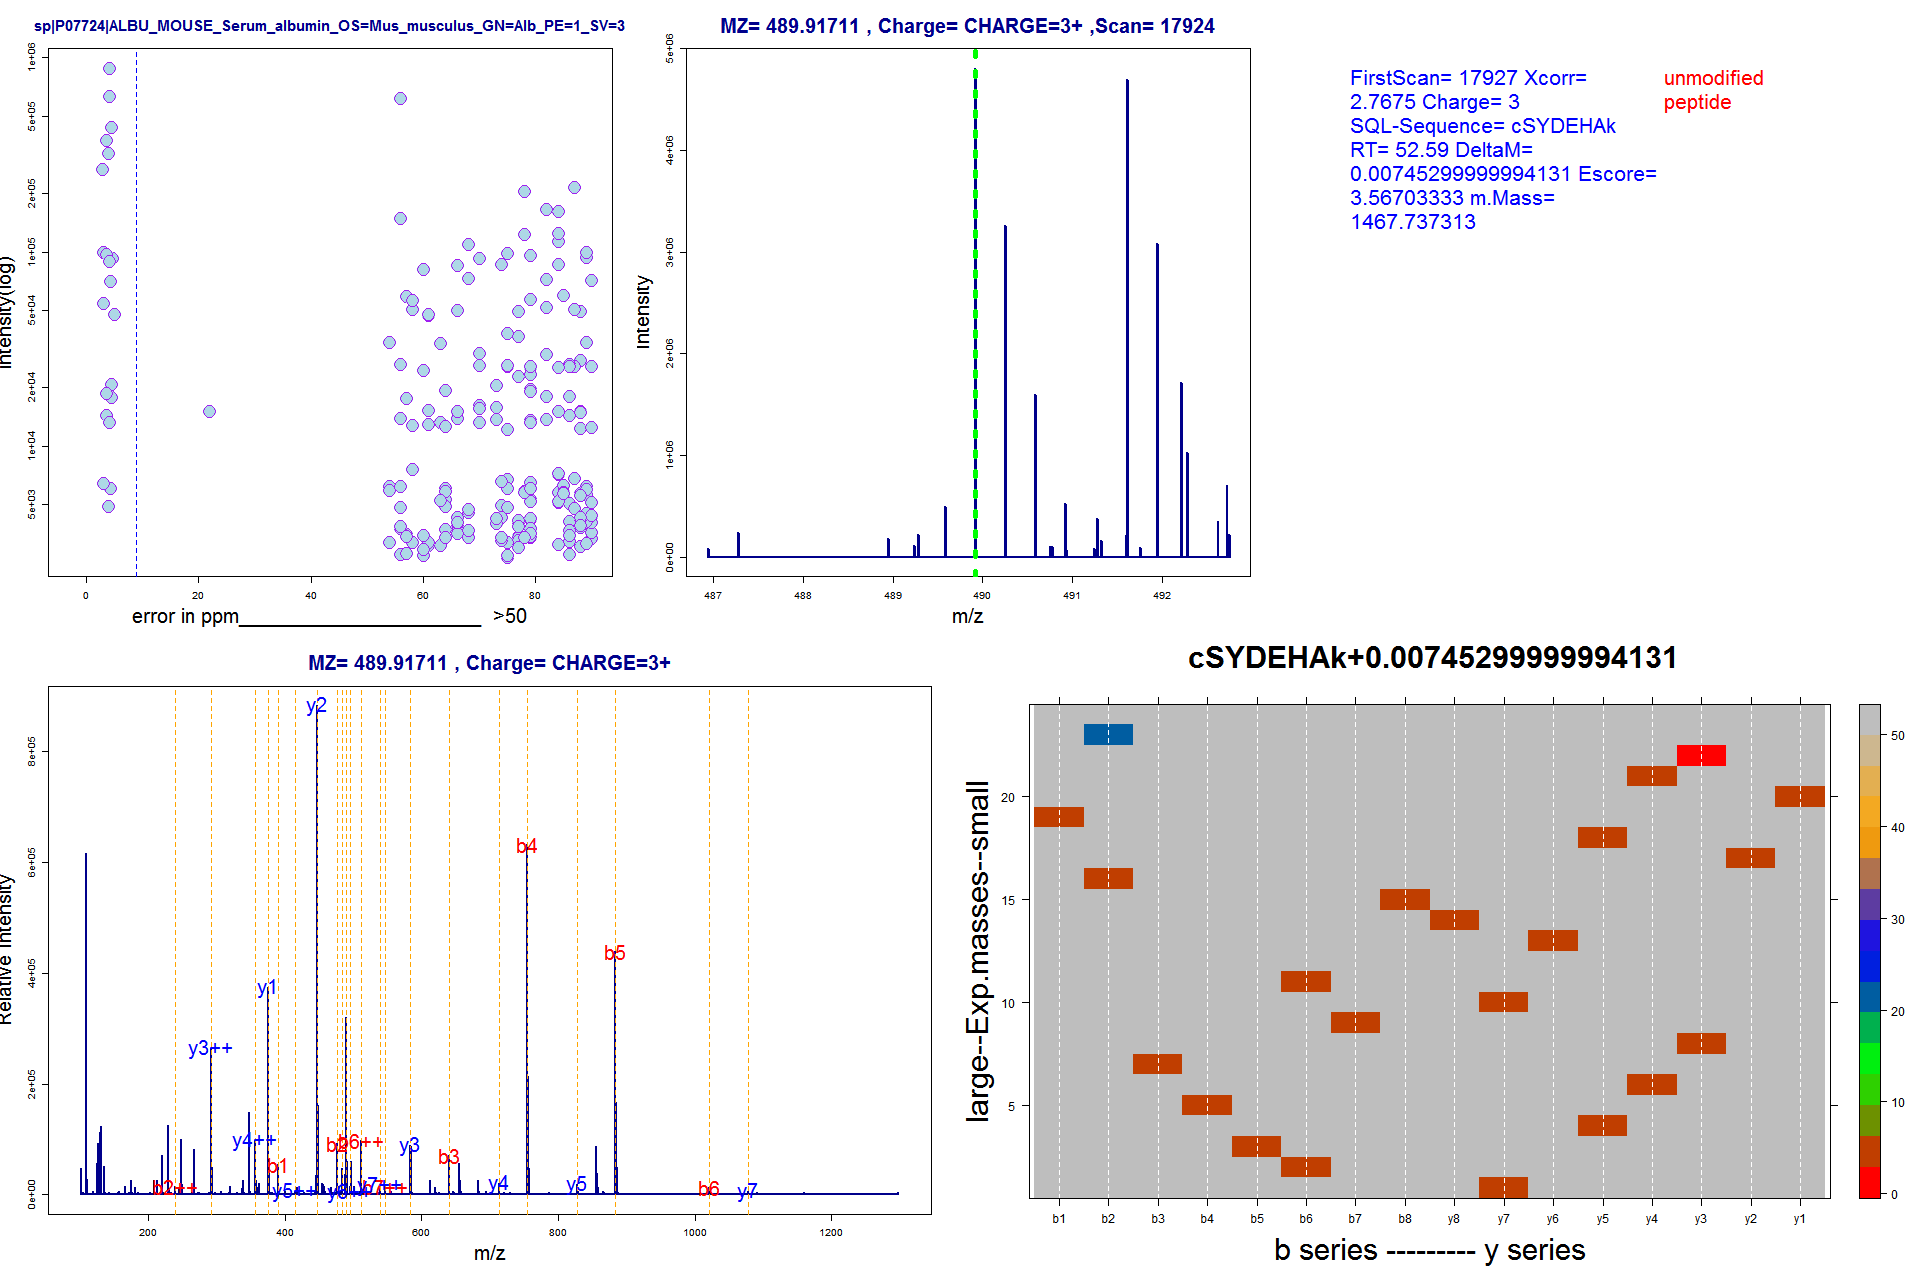 sp|P07724|ALBU_MOUSE_Serum_albumin_OS=Mus_musculus_GN=Alb_PE=1_SV=3
1e+06
5e+05
2e+05
1e+05
5e+04
2e+04
1e+04
5e+03
Intensity(log)
0 20 40 60 80
error in ppm______________________ >50
MZ= 489.91711 , Charge= CHARGE=3+ ,Scan= 17924
5e+06
4e+06
3e+06
2e+06
1e+06
0e+00
Intensity
487 488 489 490 491 492
m/z
FirstScan= 17927 Xcorr=
2.7675 Charge= 3
SQL-Sequence= cSYDEHAk
RT= 52.59 DeltaM=
0.00745299999994131 Escore=
3.56703333 m.Mass=
1467.737313
unmodified
peptide
MZ= 489.91711 , Charge= CHARGE=3+
8e+05
6e+05
4e+05
2e+05
0e+00
Relative Intensity
y2
b4
b5
y1
y3++
y4++
b2
b6++
y3
b1
b3
b2++
y5++
y7++
b7++
y4
y5
b6
y7
200 400 600 800 1000 1200
m/z
cSYDEHAk+0.00745299999994131
20
15
10
5
large--Exp.masses--small
b1 b2 b3 b4 b5 b6 b7 b8 y8 y7 y6 y5 y4 y3 y2 y1
b series --------- y series
50
40
30
20
10
0